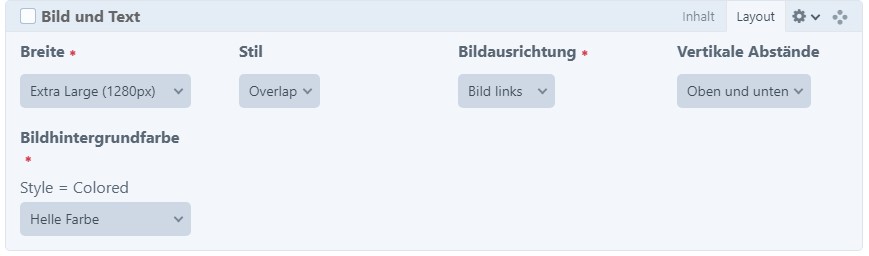 Bild und Text Inhalt Layout
Breite * Stil Bildausrichtung * Vertikale Abstände
Extra Large (1280px) Overlap Bild links Oben und unten
Bildhintergrundfarbe
*
Style = Colored
Helle Farbe